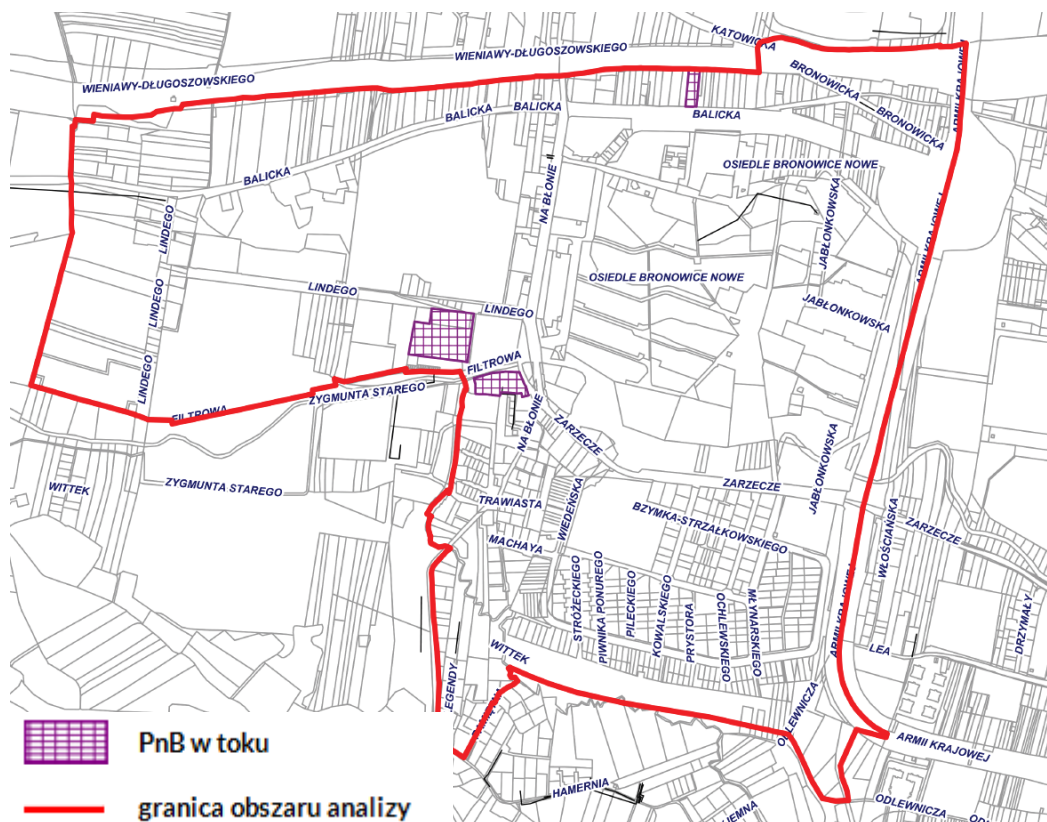 KATOWICKA
WIENIAWY-DŁUGOSZOWSKIEGO
WIENIAWY-DŁUGOSZOWSKIEGO
ARMII KRAJOWEJ
BRONOWICKA
BRONOWICKA
BALICKA
BALICKA
BALICKA
BALICKA
OSIEDLE BRONOWICE NOWE
NA BŁONIE
JABŁONKOWSKA
ARMII KRAJOWEJ
LINDEGO
LINDEGO
OSIEDLE BRONOWICE NOWE
LINDEGO
LINDEGO
JABŁONKOWSKA
FILTROWA
LINDEGO
ZYGMUNTA STAREGO
FILTROWA
NA BŁONIE
ZARZECZE
JABŁONKOWSKA
WITTEK
ZYGMUNTA STAREGO
ZARZECZE
TRAWIASTA
WIEDEŃSKA
BZYMKA-STRZAŁKOWSKIEGO
WŁOŚCIAŃSKA
ZARZECZE
MACHAYA
STRÓŻECKIEGO
PIWNIKA PONUREGO
PILECKIEGO
KOWALSKIEGO
PRYSTORA
OCHLEWSKIEGO
MŁYNARSKIEGO
ARMII KRAJOWEJ
DRZYMAŁY
WITTEK
LEA
EGENDY
ODLEWNICZA
ARMII KRAJOWEJ
PnB w toku
HAMERNIA
ODLEWNICZA
granica obszaru analizy